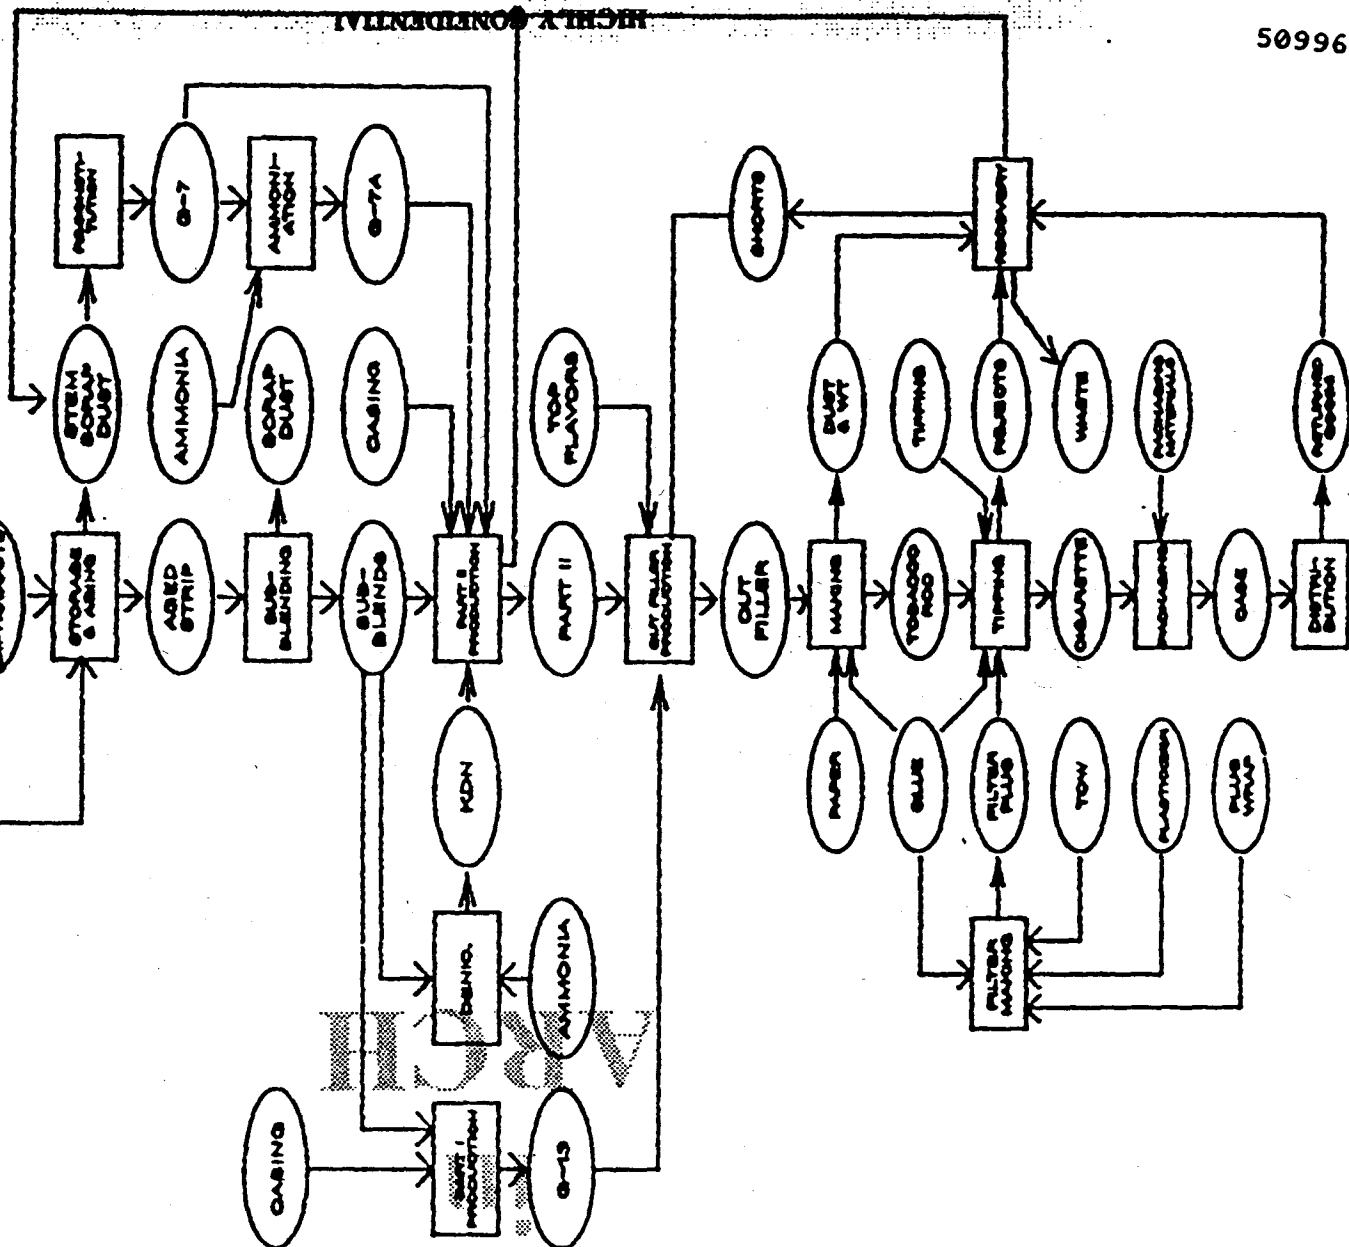 HIGHLY CONFIDENTIAL
50996
RECONSTI-
TUTION
G-7
AMMONI-
ATION
G-7A
SHORTS
RECOVERY
STEM
SCRAP
DUST
AMMONIA
SCRAP
DUST
CASING
TOP
FLAVORS
DUST
& WT
TIPPING
REJECTS
WASTE
PACKAGING
MATERIALS
RETURNED
GOODS
STORAGE
& AGING
AGED
STRIP
SUB-
BLENDING
SUB-
BLENDS
PART II
PRODUCTION
PART II
CUT FILLER
PRODUCTION
CUT
FILLER
MAKING
TOBACCO
ROD
TIPPING
CIGARETTE
PACKAGING
CASE
DISTRI-
BUTION
KDN
PAPER
GLUE
FILTER
PLUG
TOW
PLASTICIZER
PLUG
WRAP
DENIC.
AMMONIA
FILTER
MAKING
CASING
PART I
PRODUCTION
G-13
ARCH